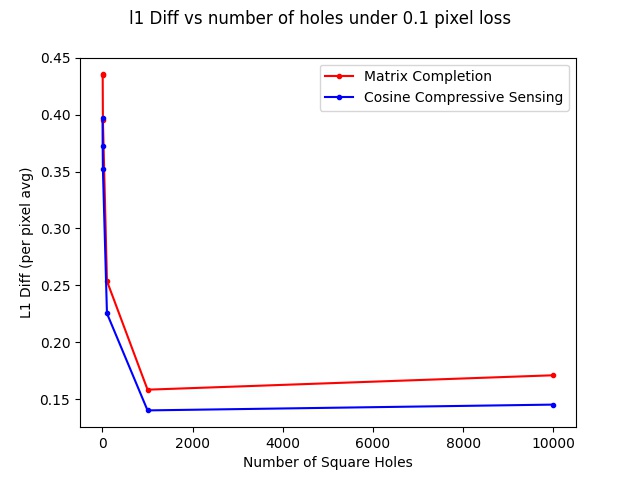 l1 Diff vs number of holes under 0.1 pixel loss
Matrix Completion
Cosine Compressive Sensing
L1 Diff (per pixel avg)
0.45
0.40
0.35
0.30
0.25
0.20
0.15
0 2000 4000 6000 8000 10000
Number of Square Holes